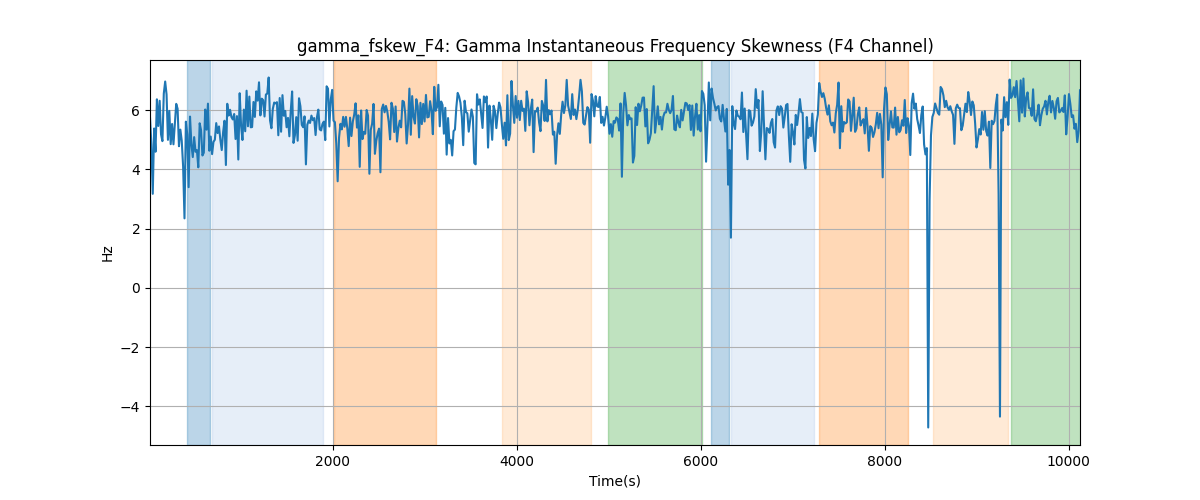 gamma_fskew_F4: Gamma Instantaneous Frequency Skewness (F4 Channel)
6
4
2
0
−2
−4
Hz
2000 4000 6000 8000 10000
Time(s)